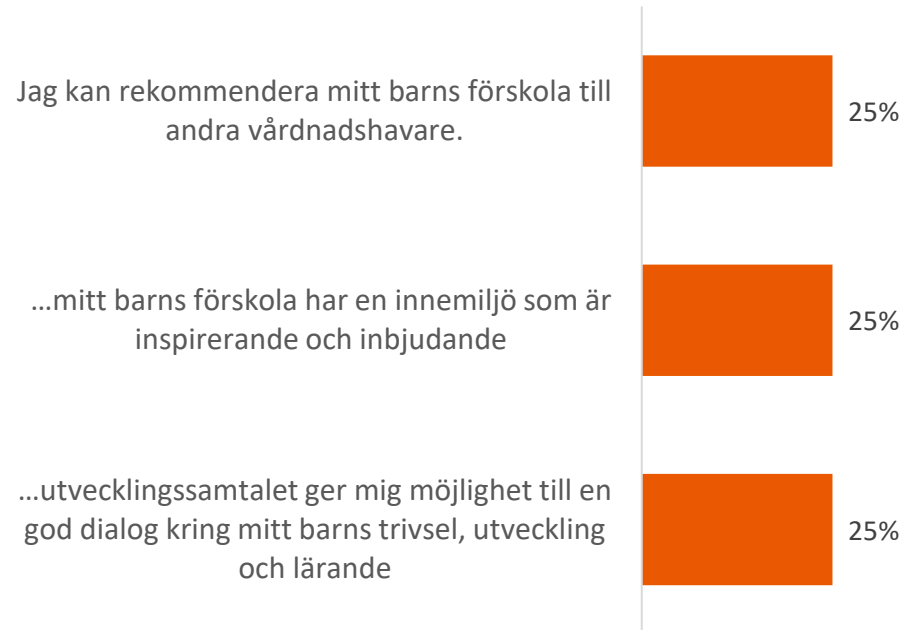 Jag kan rekommendera mitt barns förskola till
andra vårdnadshavare.
25%
...mitt barns förskola har en innemiljö som är
inspirerande och inbjudande
25%
...utvecklingssamtalet ger mig möjlighet till en
god dialog kring mitt barns trivsel, utveckling
och lärande
25%